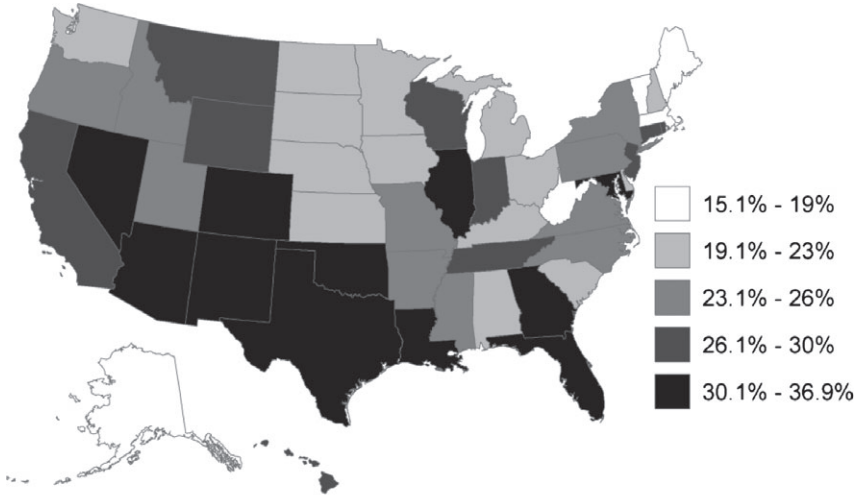 15.1% - 19%
19.1% - 23%
23.1% - 26%
26.1% - 30%
30.1% - 36.9%